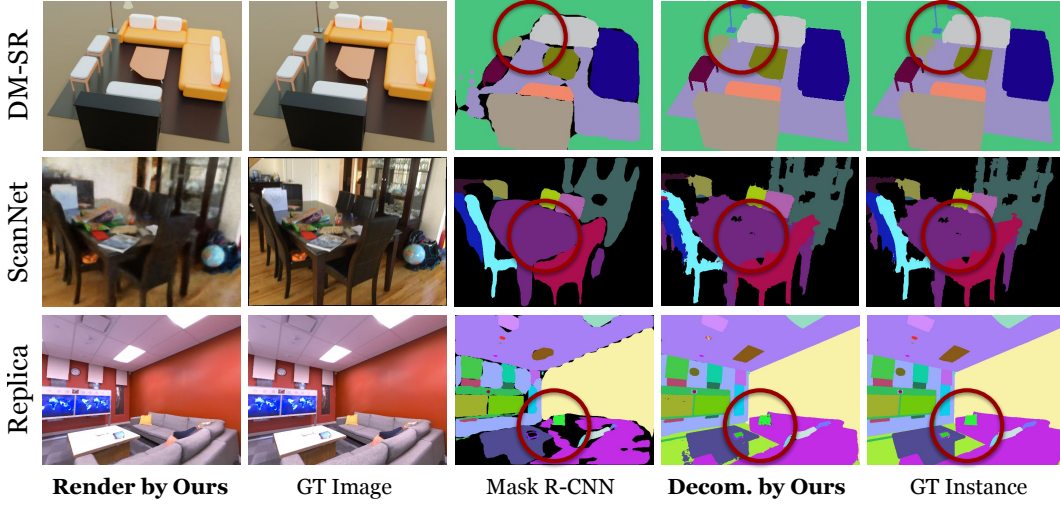 DM-SR
ScanNet
Replica
Render by Ours
GT Image
Mask R-CNN
Decom. by Ours
GT Instance